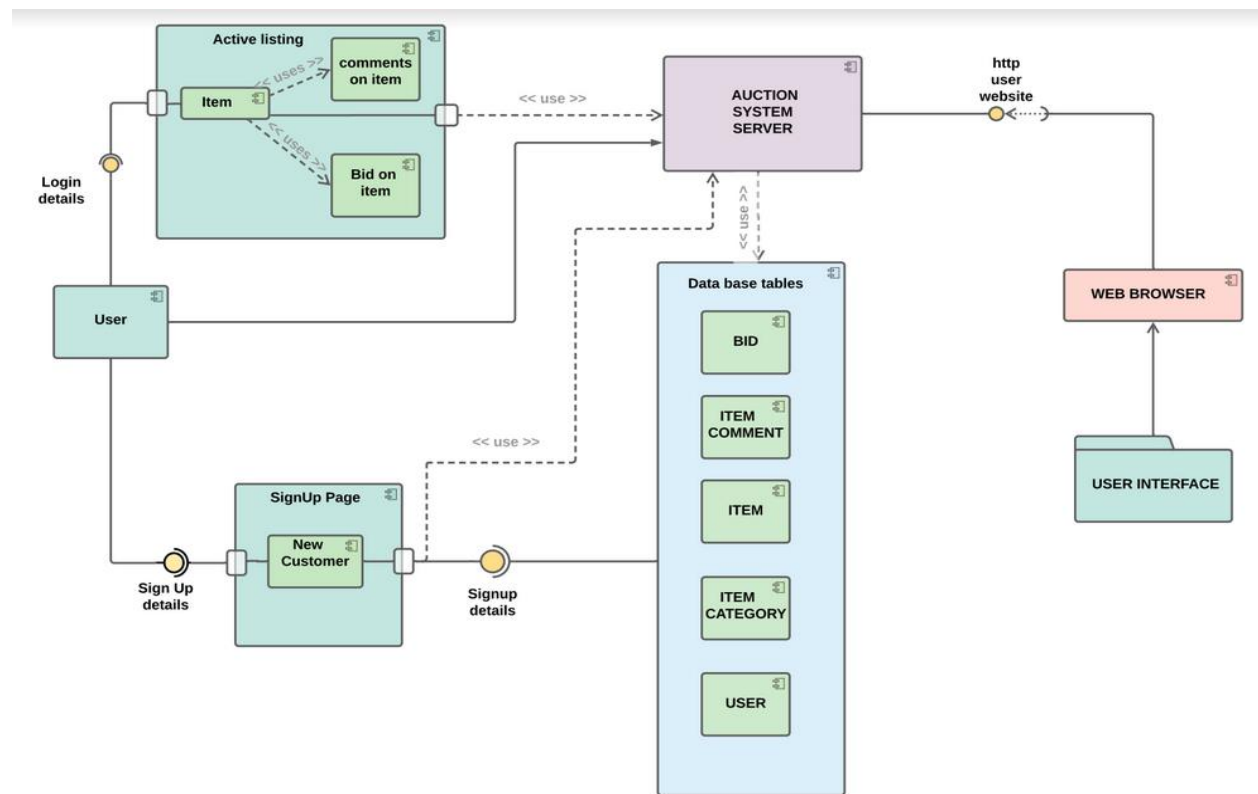 Active listing
comments
on item
<< uses >>
Item
<< uses >>
Bid on
item
Login
details
<< use >>
AUCTION
SYSTEM
SERVER
http
user
website
<< use >>
User
Data base tables
BID
ITEM
COMMENT
ITEM
ITEM
CATEGORY
USER
WEB BROWSER
USER INTERFACE
<< use >>
SignUp Page
New
Customer
Sign Up
details
Signup
details